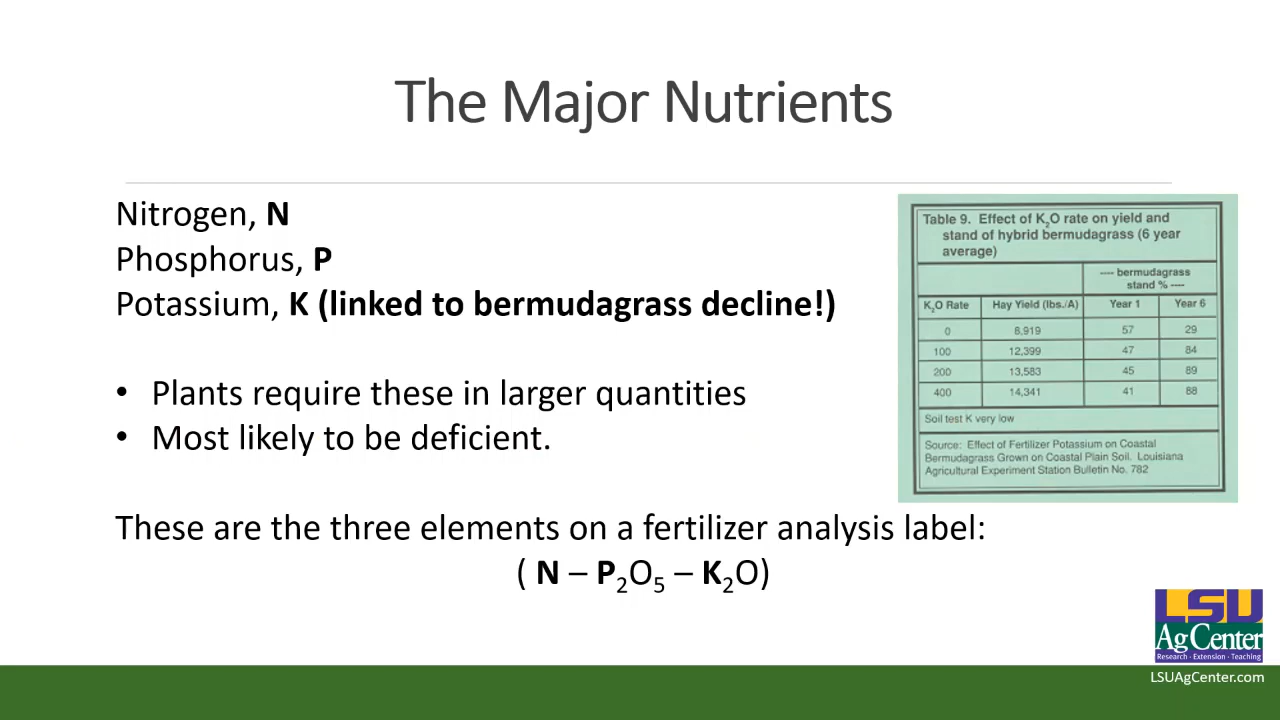 The Major Nutrients
Nitrogen, N
Phosphorus, P
Potassium, K (linked to bermudagrass decline!)
• Plants require these in larger quantities
• Most likely to be deficient.
These are the three elements on a fertilizer analysis label:
( N – P₂O₅ – K₂O)
Table 9. Effect of K₂O rate on yield and
stand of hybrid bermudagrass (6 year
average)
---- bermudagrass
stand % ----
K₂O Rate Hay Yield (lbs./A) Year 1 Year 6
0 8,919 57 29
100 12,399 47 84
200 13,583 45 89
400 14,341 41 88
Soil test K very low
Source: Effect of Fertilizer Potassium on Coastal
Bermudagrass Grown on Coastal Plain Soil. Louisiana
Agricultural Experiment Station Bulletin No. 782
LSU
AgCenter
Research · Extension · Teaching
LSUAgCenter.com